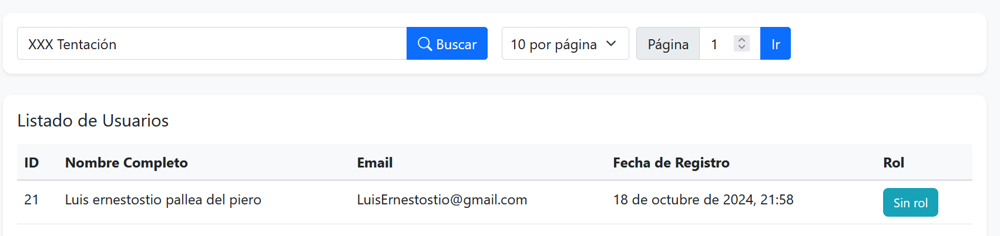 XXX Tentación Buscar 10 por página Página 1 Ir
Listado de Usuarios
ID Nombre Completo Email Fecha de Registro Rol
21 Luis ernestostio pallea del piero LuisErnestostio@gmail.com 18 de octubre de 2024, 21:58 Sin rol